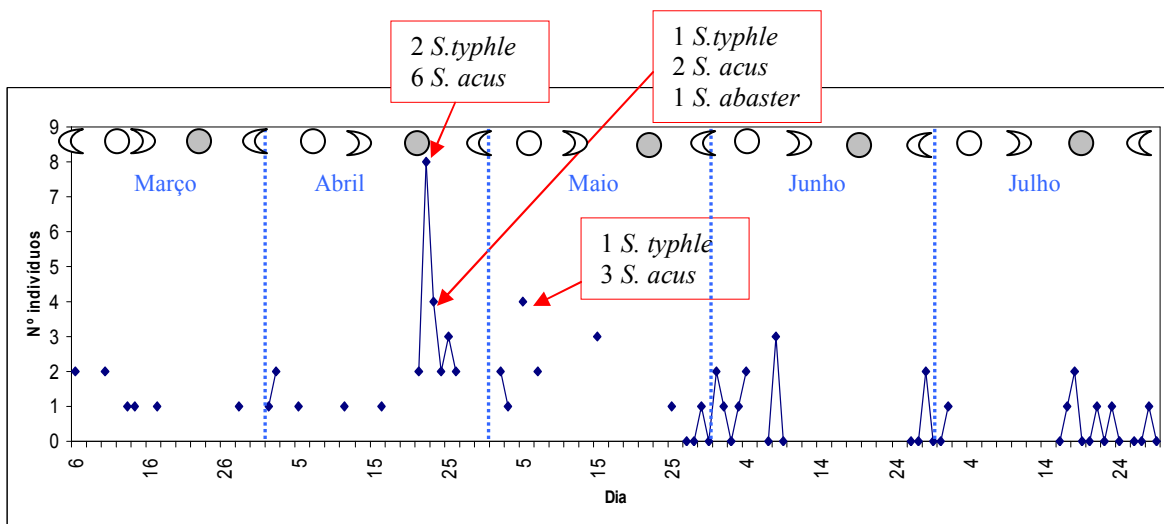 2 S.typhle
6 S. acus
1 S.typhle
2 S. acus
1 S. abaster
9
8
7
6
5
4
3
2
1
0
Nº indivíduos
Março
Abril
Maio
Junho
Julho
1 S. typhle
3 S. acus
6
16
26
5
15
25
5
15
25
4
14
24
4
14
24
Dia